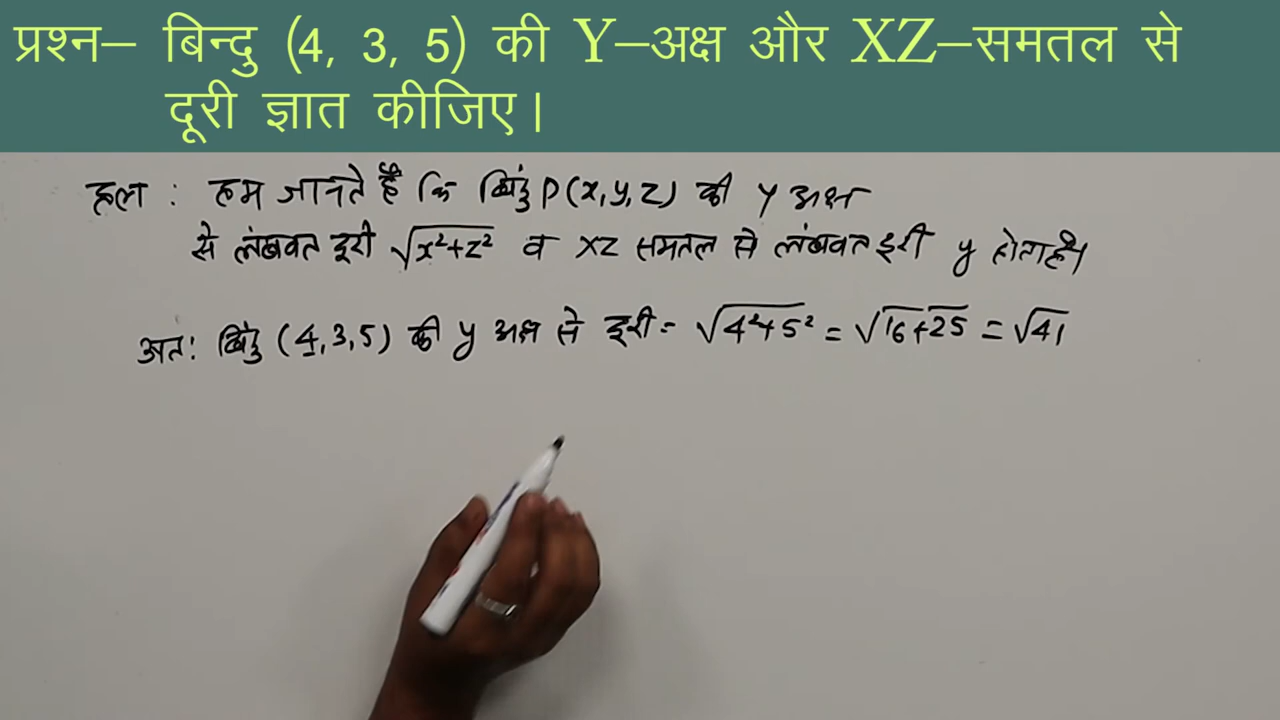 प्रश्न– बिन्दु (4, 3, 5) की Y–अक्ष और XZ–समतल से
दूरी ज्ञात कीजिए।
हल : हम जानते हैं कि बिंदु P(x,y,z) की Y अक्ष
से लंबवत दूरी √x²+z² व XZ समतल से लंबवत दूरी y होता है।
अतः बिंदु (4,3,5) की y अक्ष से दूरी = √4²+5² = √16+25 = √41